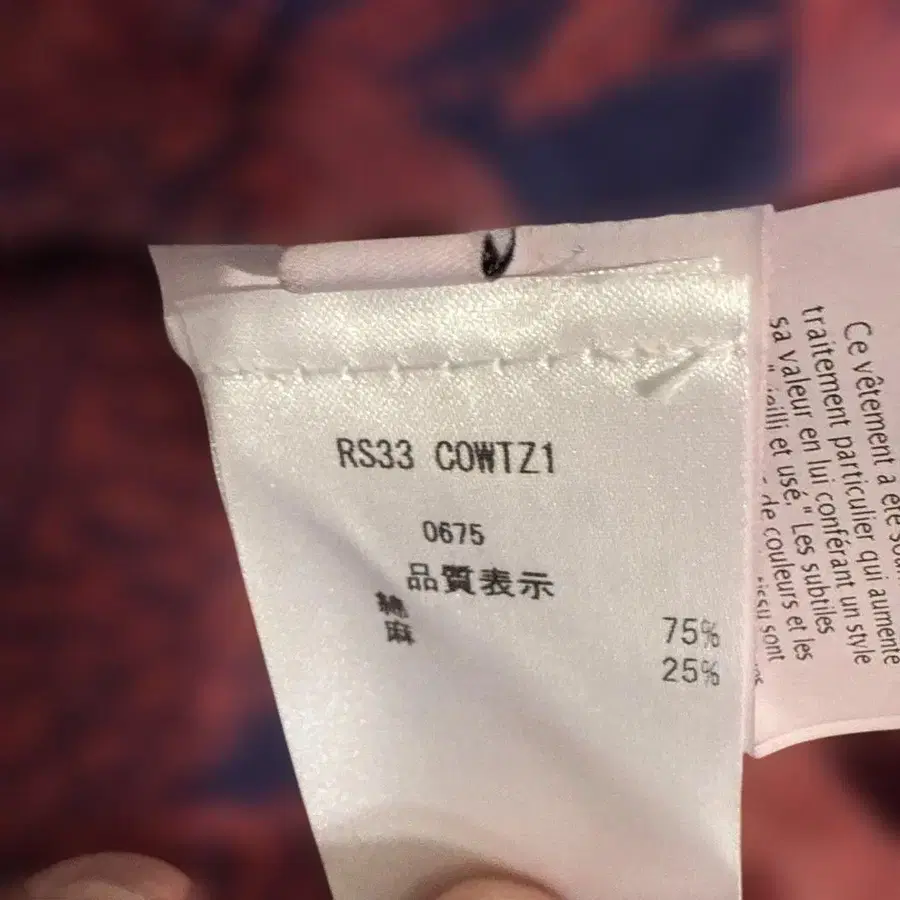 RS33 COWTZ1
0675
品質表示
綿 75%
麻 25%
Ce vêtement a été
traitement particulier qui aumente
sa valeur en lui conférant un style
et usé." Les subtiles
de couleurs et les
sont